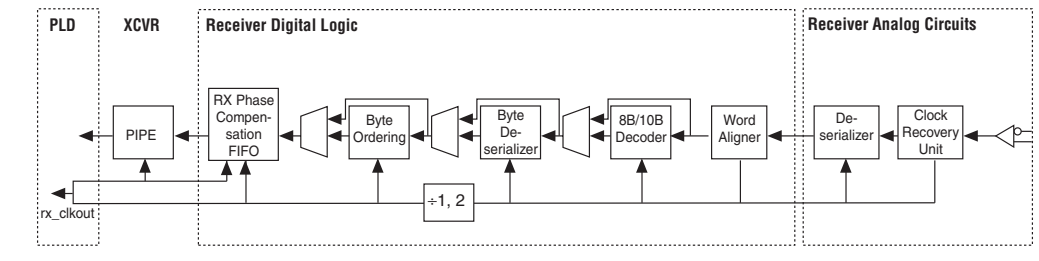 PLD
XCVR
Receiver Digital Logic
Receiver Analog Circuits
PIPE
RX Phase
Compen-
sation
FIFO
Byte
Ordering
Byte
De-
serializer
8B/10B
Decoder
Word
Aligner
De-
serializer
Clock
Recovery
Unit
rx_clkout
÷1, 2